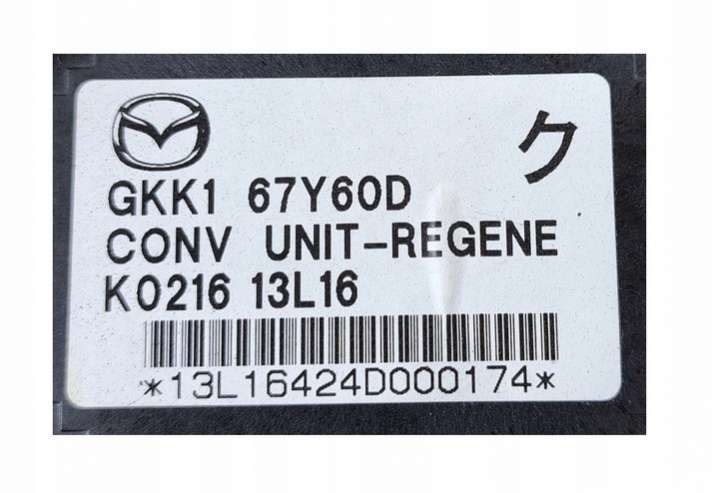 ク
GKK1 67Y60D
CONV UNIT-REGENE
K0216 13L16
*13L16424D000174*